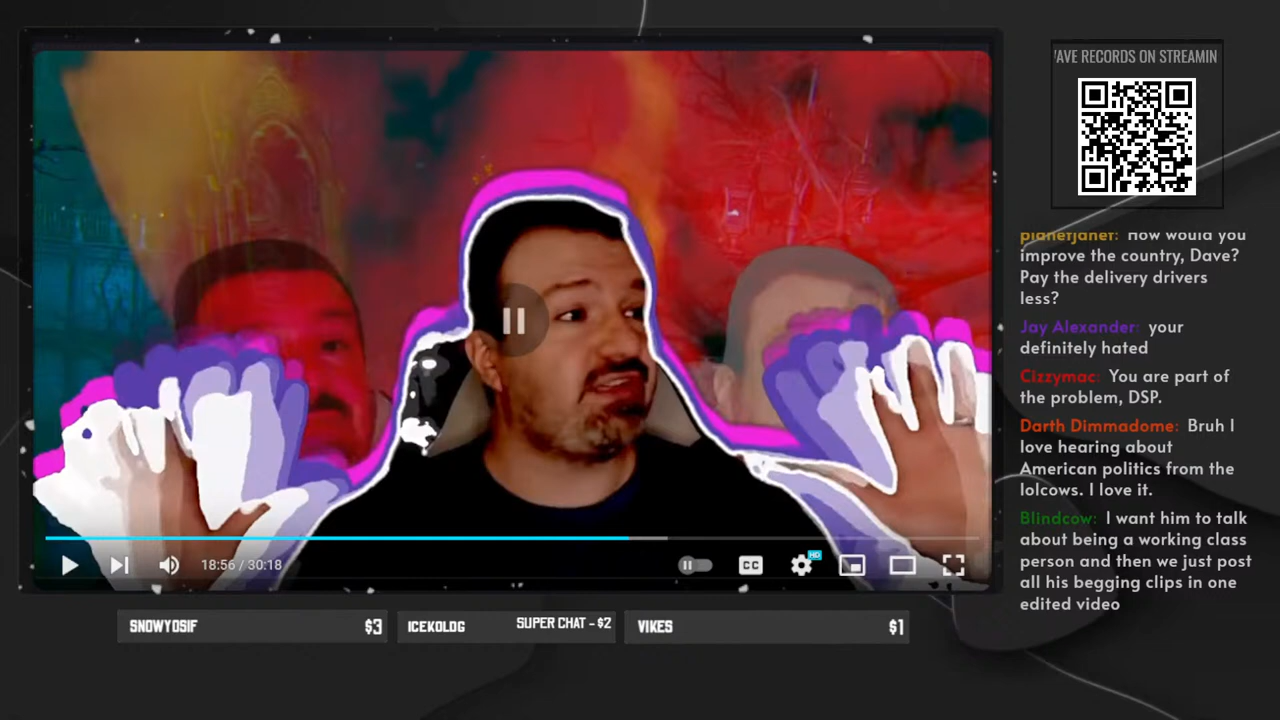 'AVE RECORDS ON STREAMIN
planetjanet: How would you
improve the country, Dave?
Pay the delivery drivers
less?
Jay Alexander: your
definitely hated
Cizzymac: You are part of
the problem, DSP.
Darth Dimmadome: Bruh I
love hearing about
American politics from the
lolcows. I love it.
Blindcow: I want him to talk
about being a working class
person and then we just post
all his begging clips in one
edited video
18:56 / 30:18
CC
HD
SNOWYOSIF $3
ICEKOLDG SUPER CHAT - $2
VIKES $1